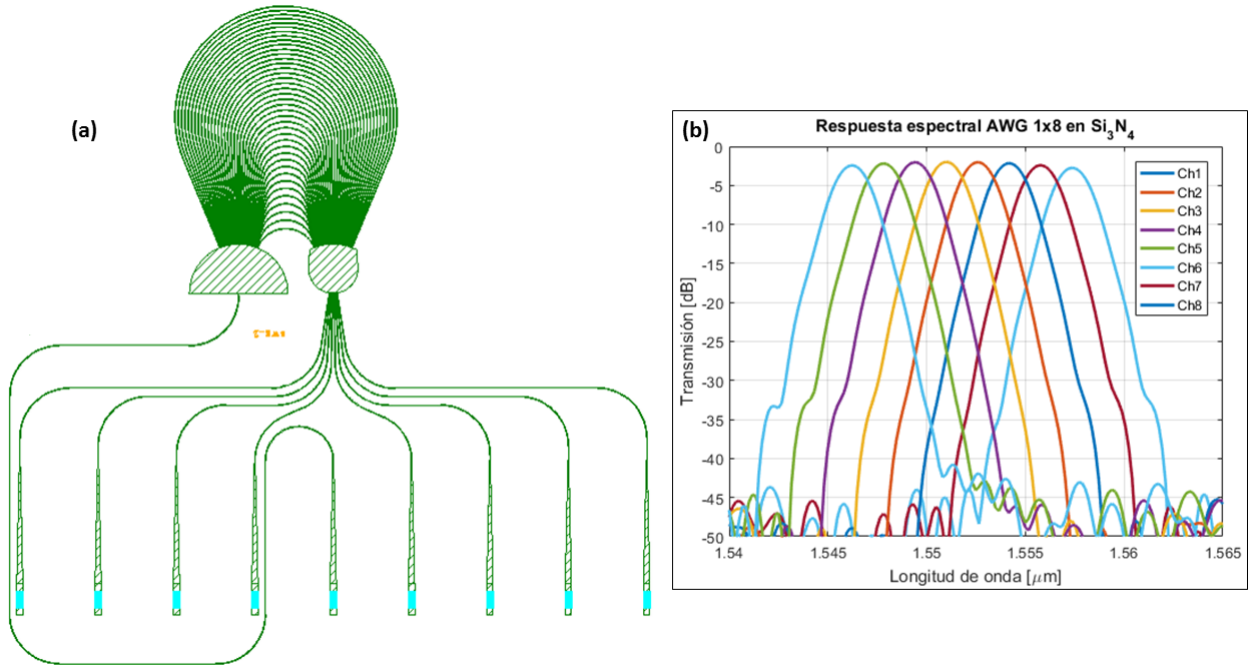 (a)
(b)
Respuesta espectral AWG 1x8 en Si3N4
Transmisión [dB]
0
-5
-10
-15
-20
-25
-30
-35
-40
-45
-50
1.54
1.545
1.55
1.555
1.56
1.565
Longitud de onda [μm]
Ch1
Ch2
Ch3
Ch4
Ch5
Ch6
Ch7
Ch8